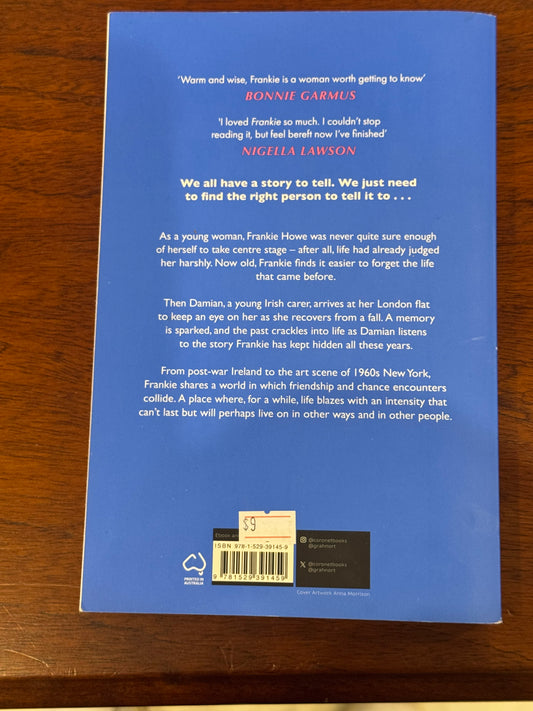 ‘Warm and wise, Frankie is a woman worth getting to know’
BONNIE GARMUS
‘I loved Frankie so much. I couldn’t stop
reading it, but feel bereft now I’ve finished’
NIGELLA LAWSON
We all have a story to tell. We just need
to find the right person to tell it to . . .
As a young woman, Frankie Howe was never quite sure enough
of herself to take centre stage – after all, life had already judged
her harshly. Now old, Frankie finds it easier to forget the life
that came before.
Then Damian, a young Irish carer, arrives at her London flat
to keep an eye on her as she recovers from a fall. A memory
is sparked, and the past crackles into life as Damian listens
to the story Frankie has kept hidden all these years.
From post-war Ireland to the art scene of 1960s New York,
Frankie shares a world in which friendship and chance encounters
collide. A place where, for a while, life blazes with an intensity that
can’t last but will perhaps live on in other ways and in other people.
$9
Ebook and
ISBN 978-1-529-39145-9
9 781529 391459
@coronetbooks
@grahnort
@coronetbooks
@grahnort
PRINTED IN
AUSTRALIA
Cover Artwork Anna Morrison